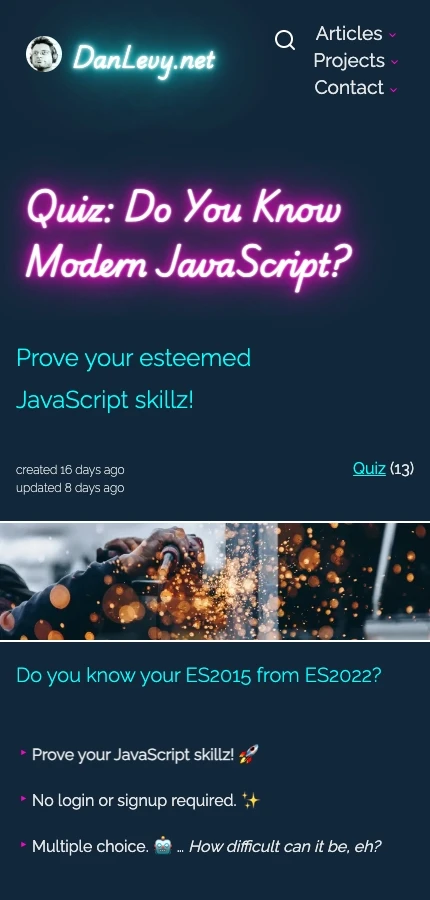 DanLevy.net
Articles
Projects
Contact
Quiz: Do You Know
Modern JavaScript?
Prove your esteemed
JavaScript skillz!
created 16 days ago
updated 8 days ago
Quiz (13)
Do you know your ES2015 from ES2022?
Prove your JavaScript skillz! 🚀
No login or signup required. ✨
Multiple choice. 🤖 … How difficult can it be, eh?